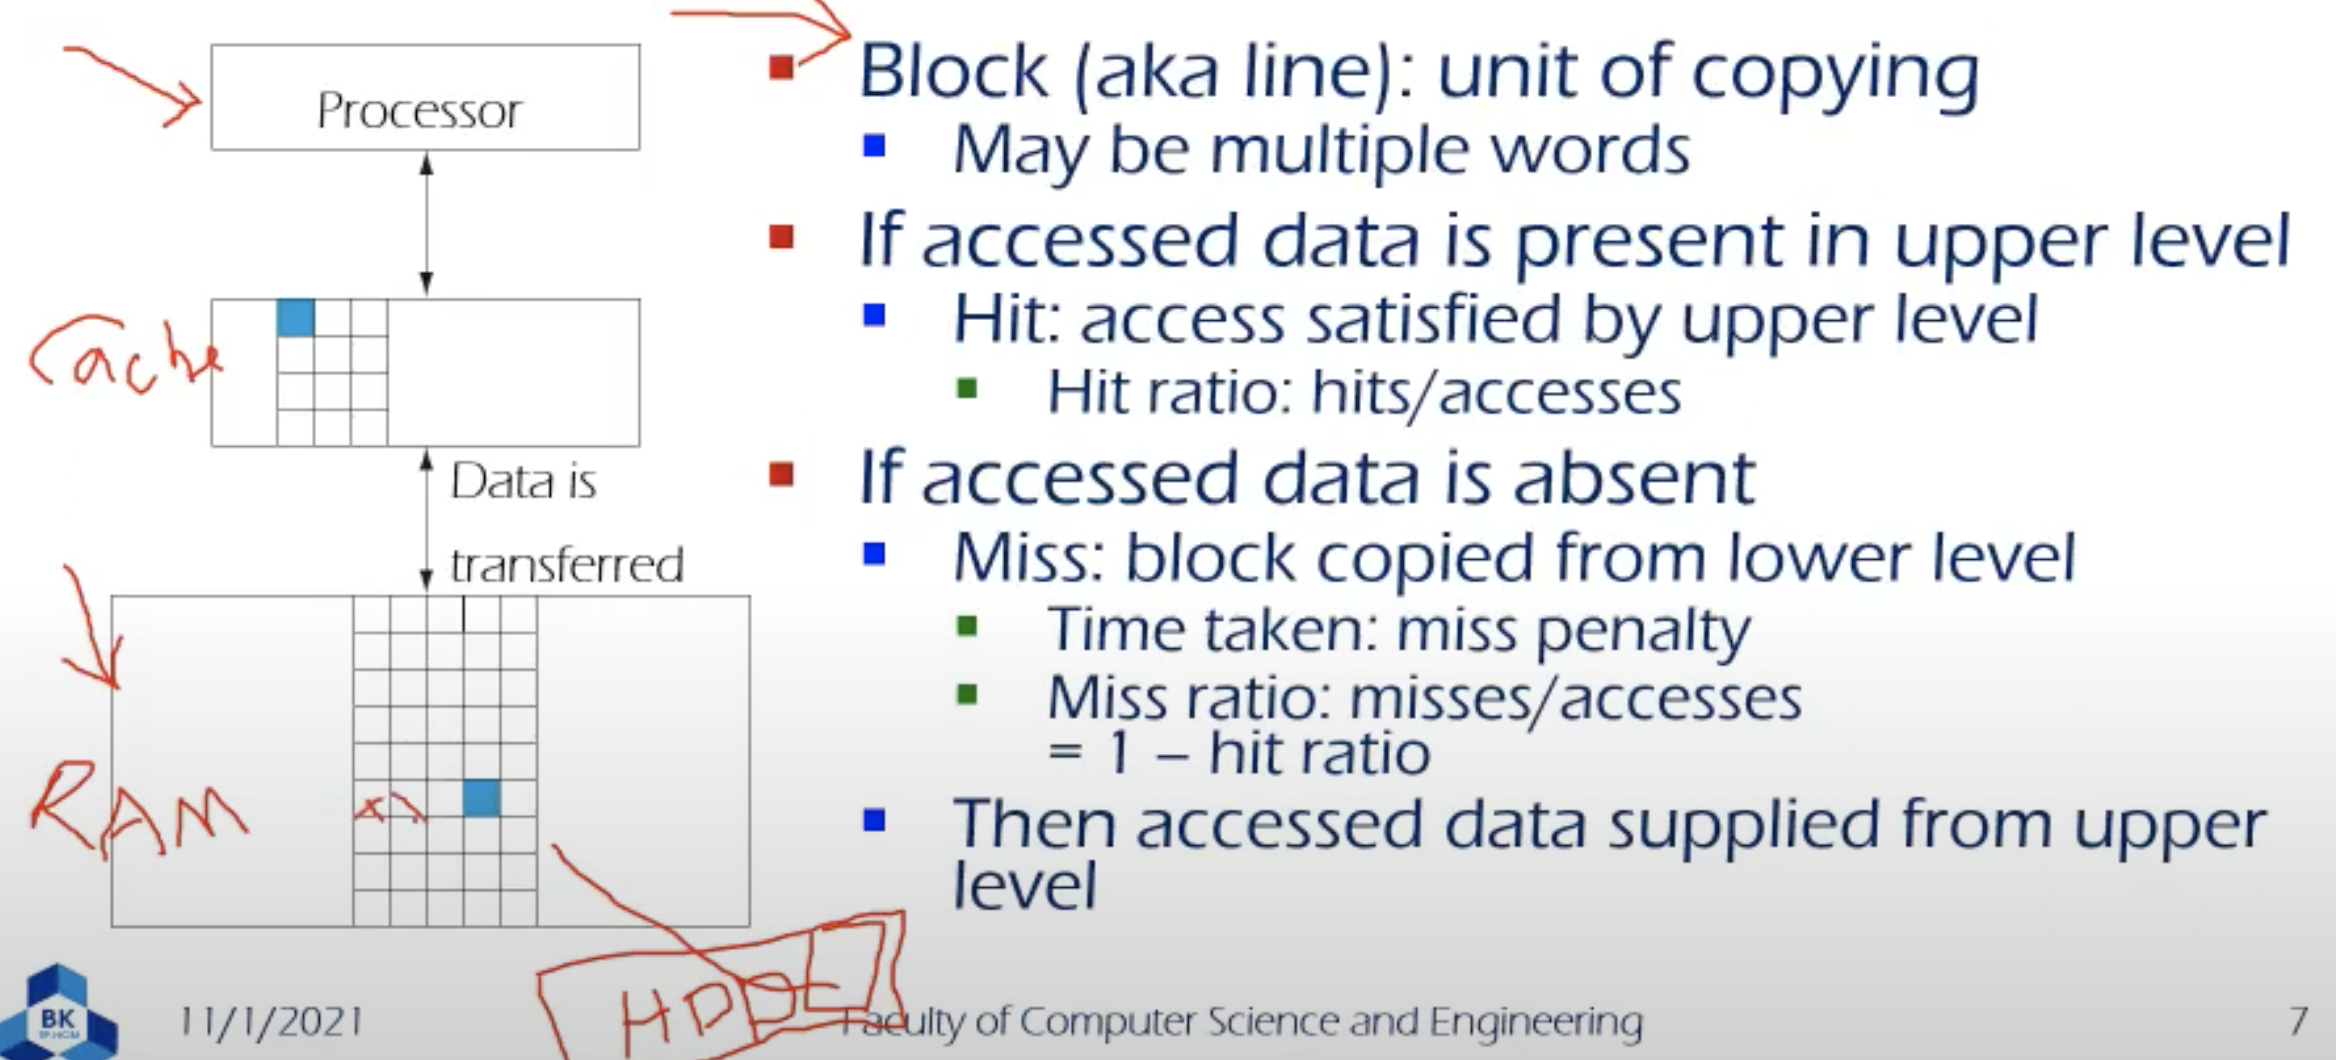 Processor
Cache
Data is
transferred
RAM
HDD
Block (aka line): unit of copying
May be multiple words
If accessed data is present in upper level
Hit: access satisfied by upper level
Hit ratio: hits/accesses
If accessed data is absent
Miss: block copied from lower level
Time taken: miss penalty
Miss ratio: misses/accesses
= 1 – hit ratio
Then accessed data supplied from upper
level
BK
TP.HCM
11/1/2021
Faculty of Computer Science and Engineering
7